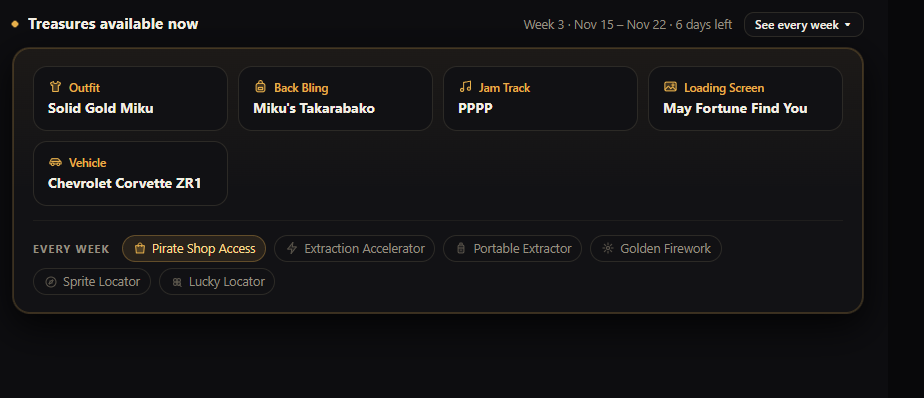 Treasures available now
Week 3 · Nov 15 – Nov 22 · 6 days left
See every week
Outfit
Solid Gold Miku
Back Bling
Miku's Takarabako
Jam Track
PPPP
Loading Screen
May Fortune Find You
Vehicle
Chevrolet Corvette ZR1
EVERY WEEK
Pirate Shop Access
Extraction Accelerator
Portable Extractor
Golden Firework
Sprite Locator
Lucky Locator